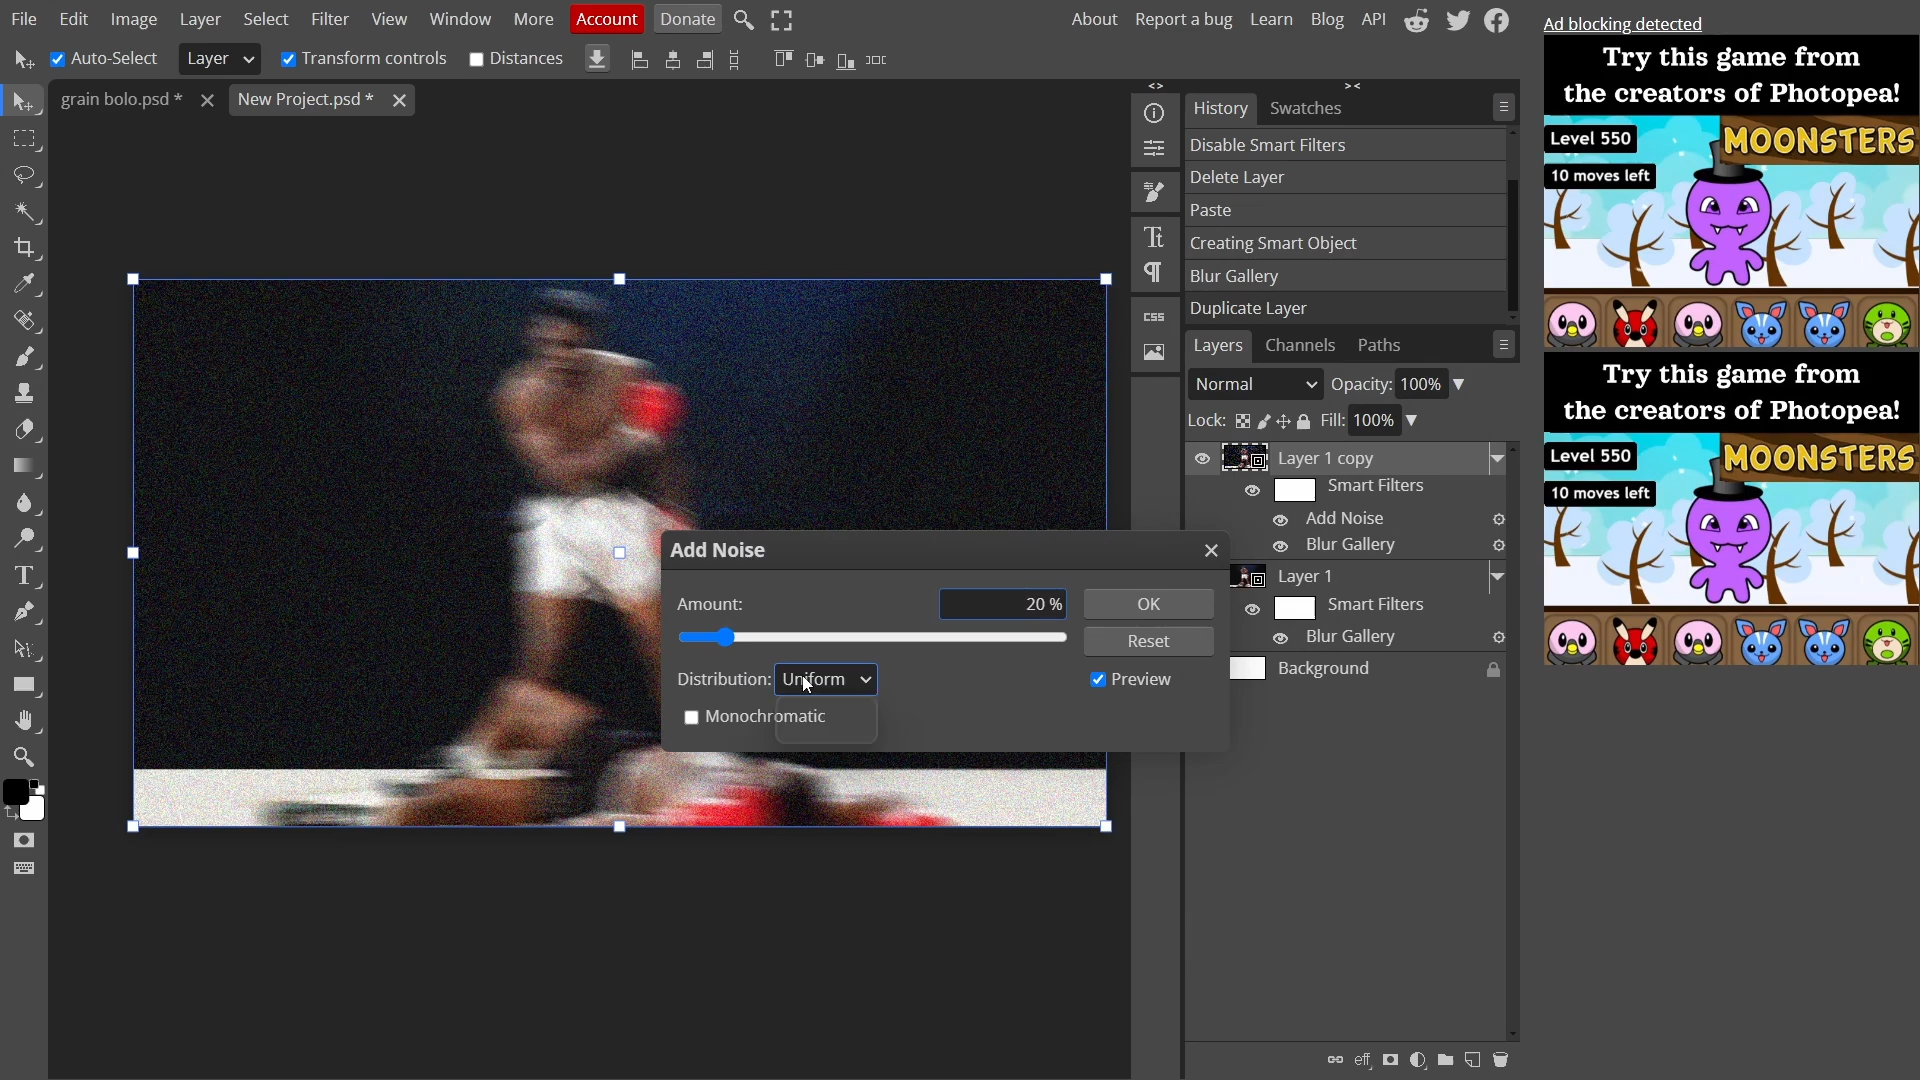 File Edit Image Layer Select Filter View Window More Account Donate
About Report a bug Learn Blog API
Auto-Select Layer Transform controls Distances
grain bolo.psd * New Project.psd *
History Swatches
Disable Smart Filters
Delete Layer
Paste
Creating Smart Object
Blur Gallery
Duplicate Layer
CSS
Layers Channels Paths
Normal Opacity: 100%
Lock: Fill: 100%
Layer 1 copy
Smart Filters
Add Noise
Blur Gallery
Layer 1
Smart Filters
Blur Gallery
Background
eff
Add Noise
Amount: 20 % OK
Reset
Distribution: Uniform Preview
Monochromatic
Ad blocking detected
Try this game from
the creators of Photopea!
Level 550 MOONSTERS
10 moves left
Try this game from
the creators of Photopea!
Level 550 MOONSTERS
10 moves left